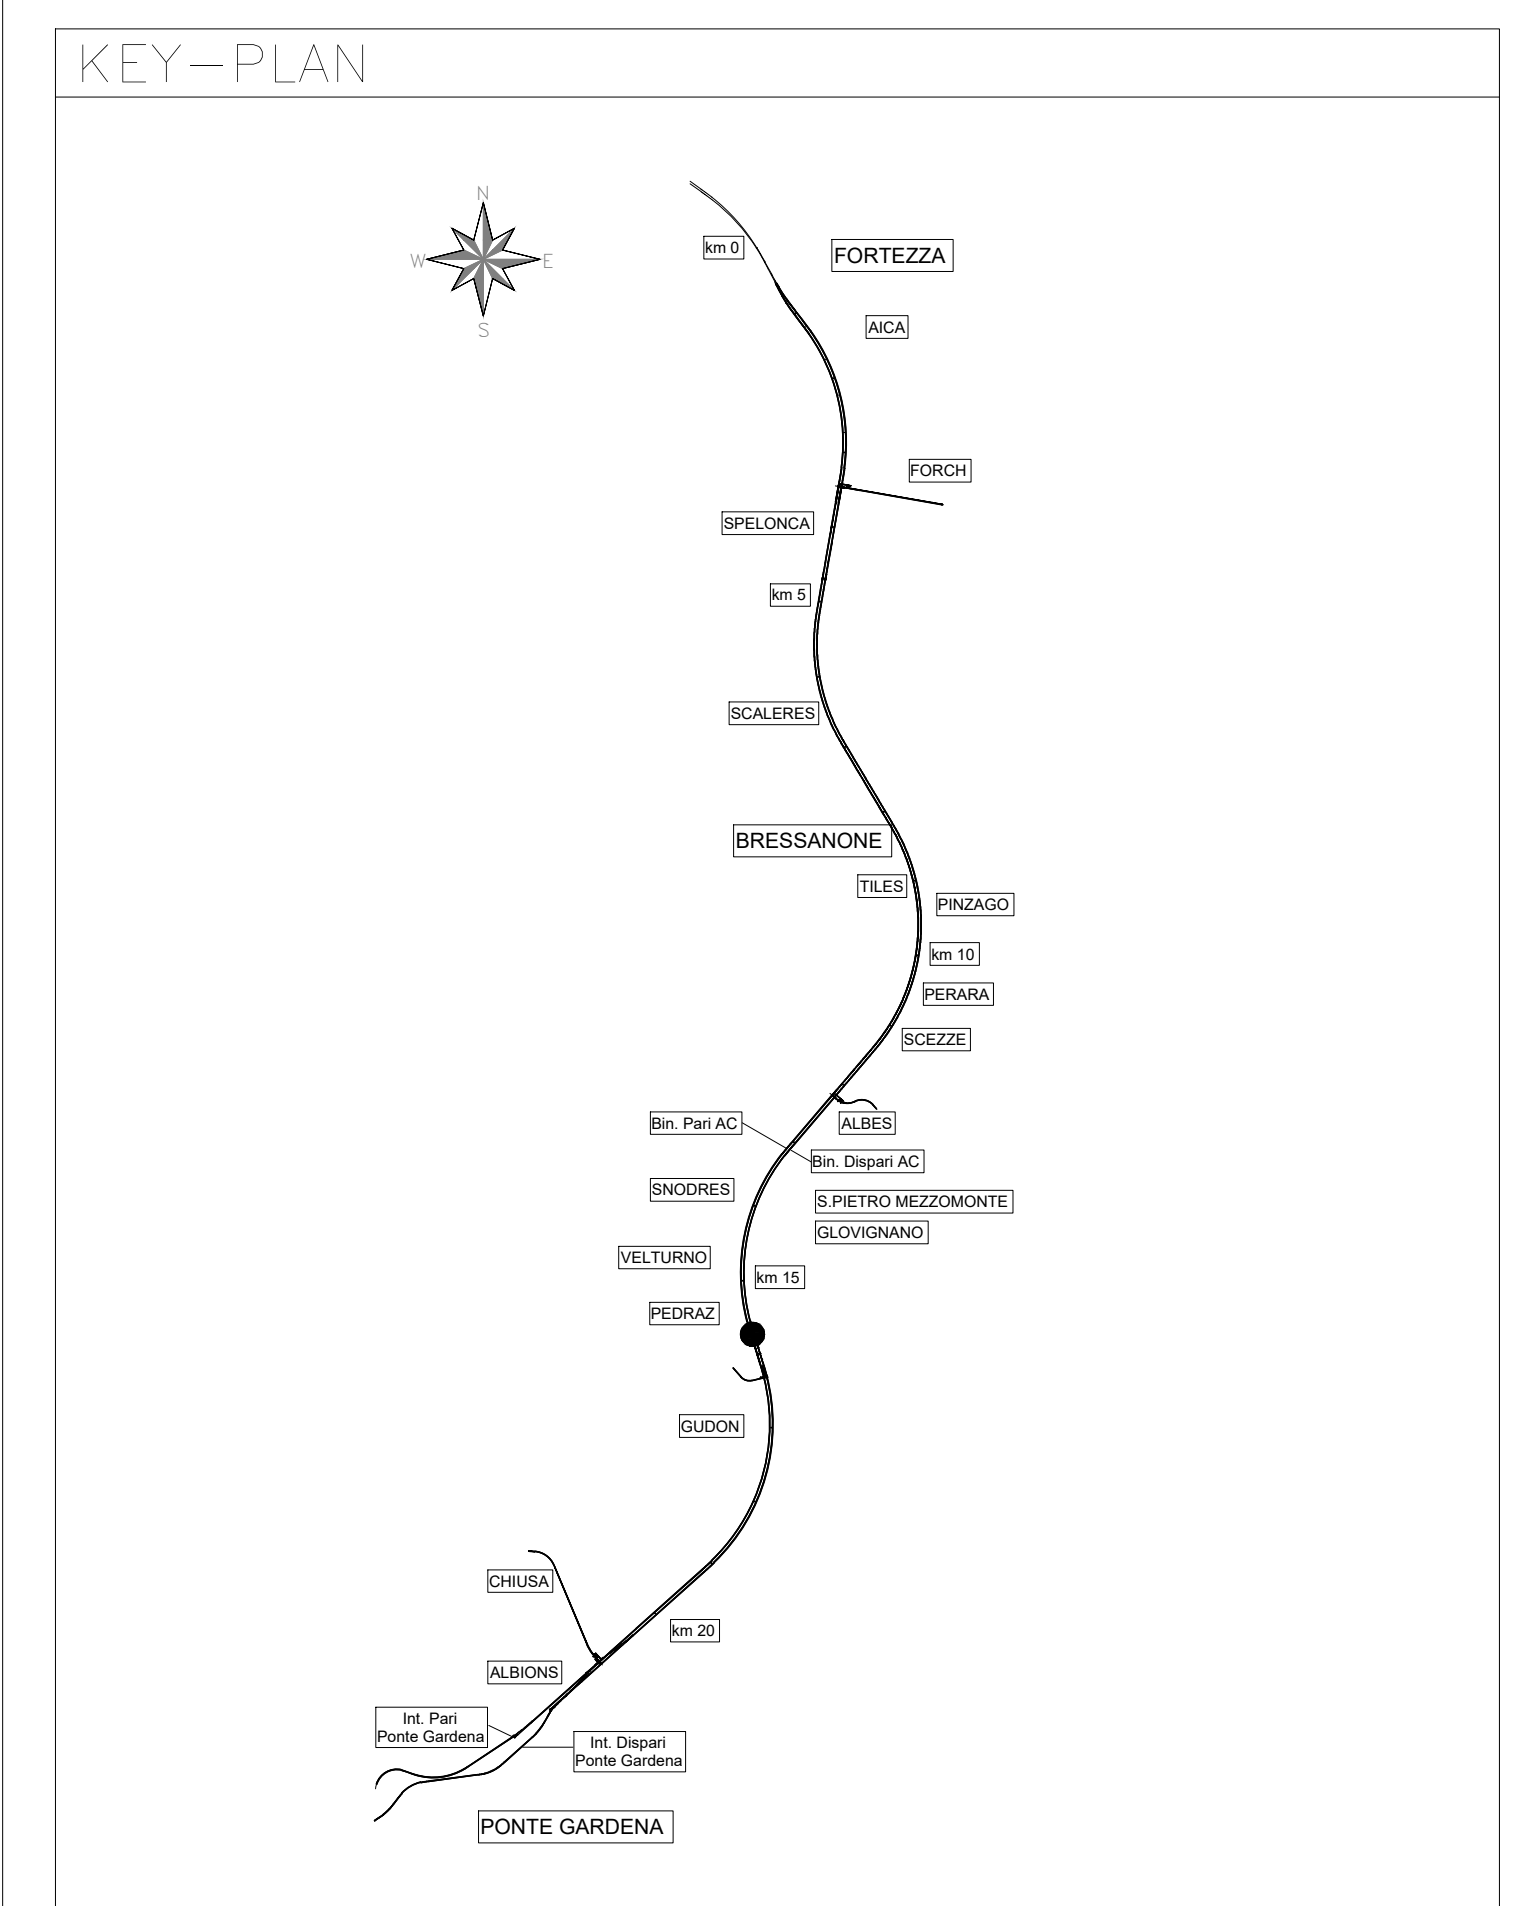 KEY-PLAN
N
W
E
S
km 0
FORTEZZA
AICA
FORCH
SPELONCA
km 5
SCALERES
BRESSANONE
TILES
PINZAGO
km 10
PERARA
SCEZZE
Bin. Pari AC
ALBES
Bin. Dispari AC
SNODRES
S.PIETRO MEZZOMONTE
GLOVIGNANO
VELTURNO
km 15
PEDRAZ
GUDON
CHIUSA
km 20
ALBIONS
Int. Pari
Ponte Gardena
Int. Dispari
Ponte Gardena
PONTE GARDENA